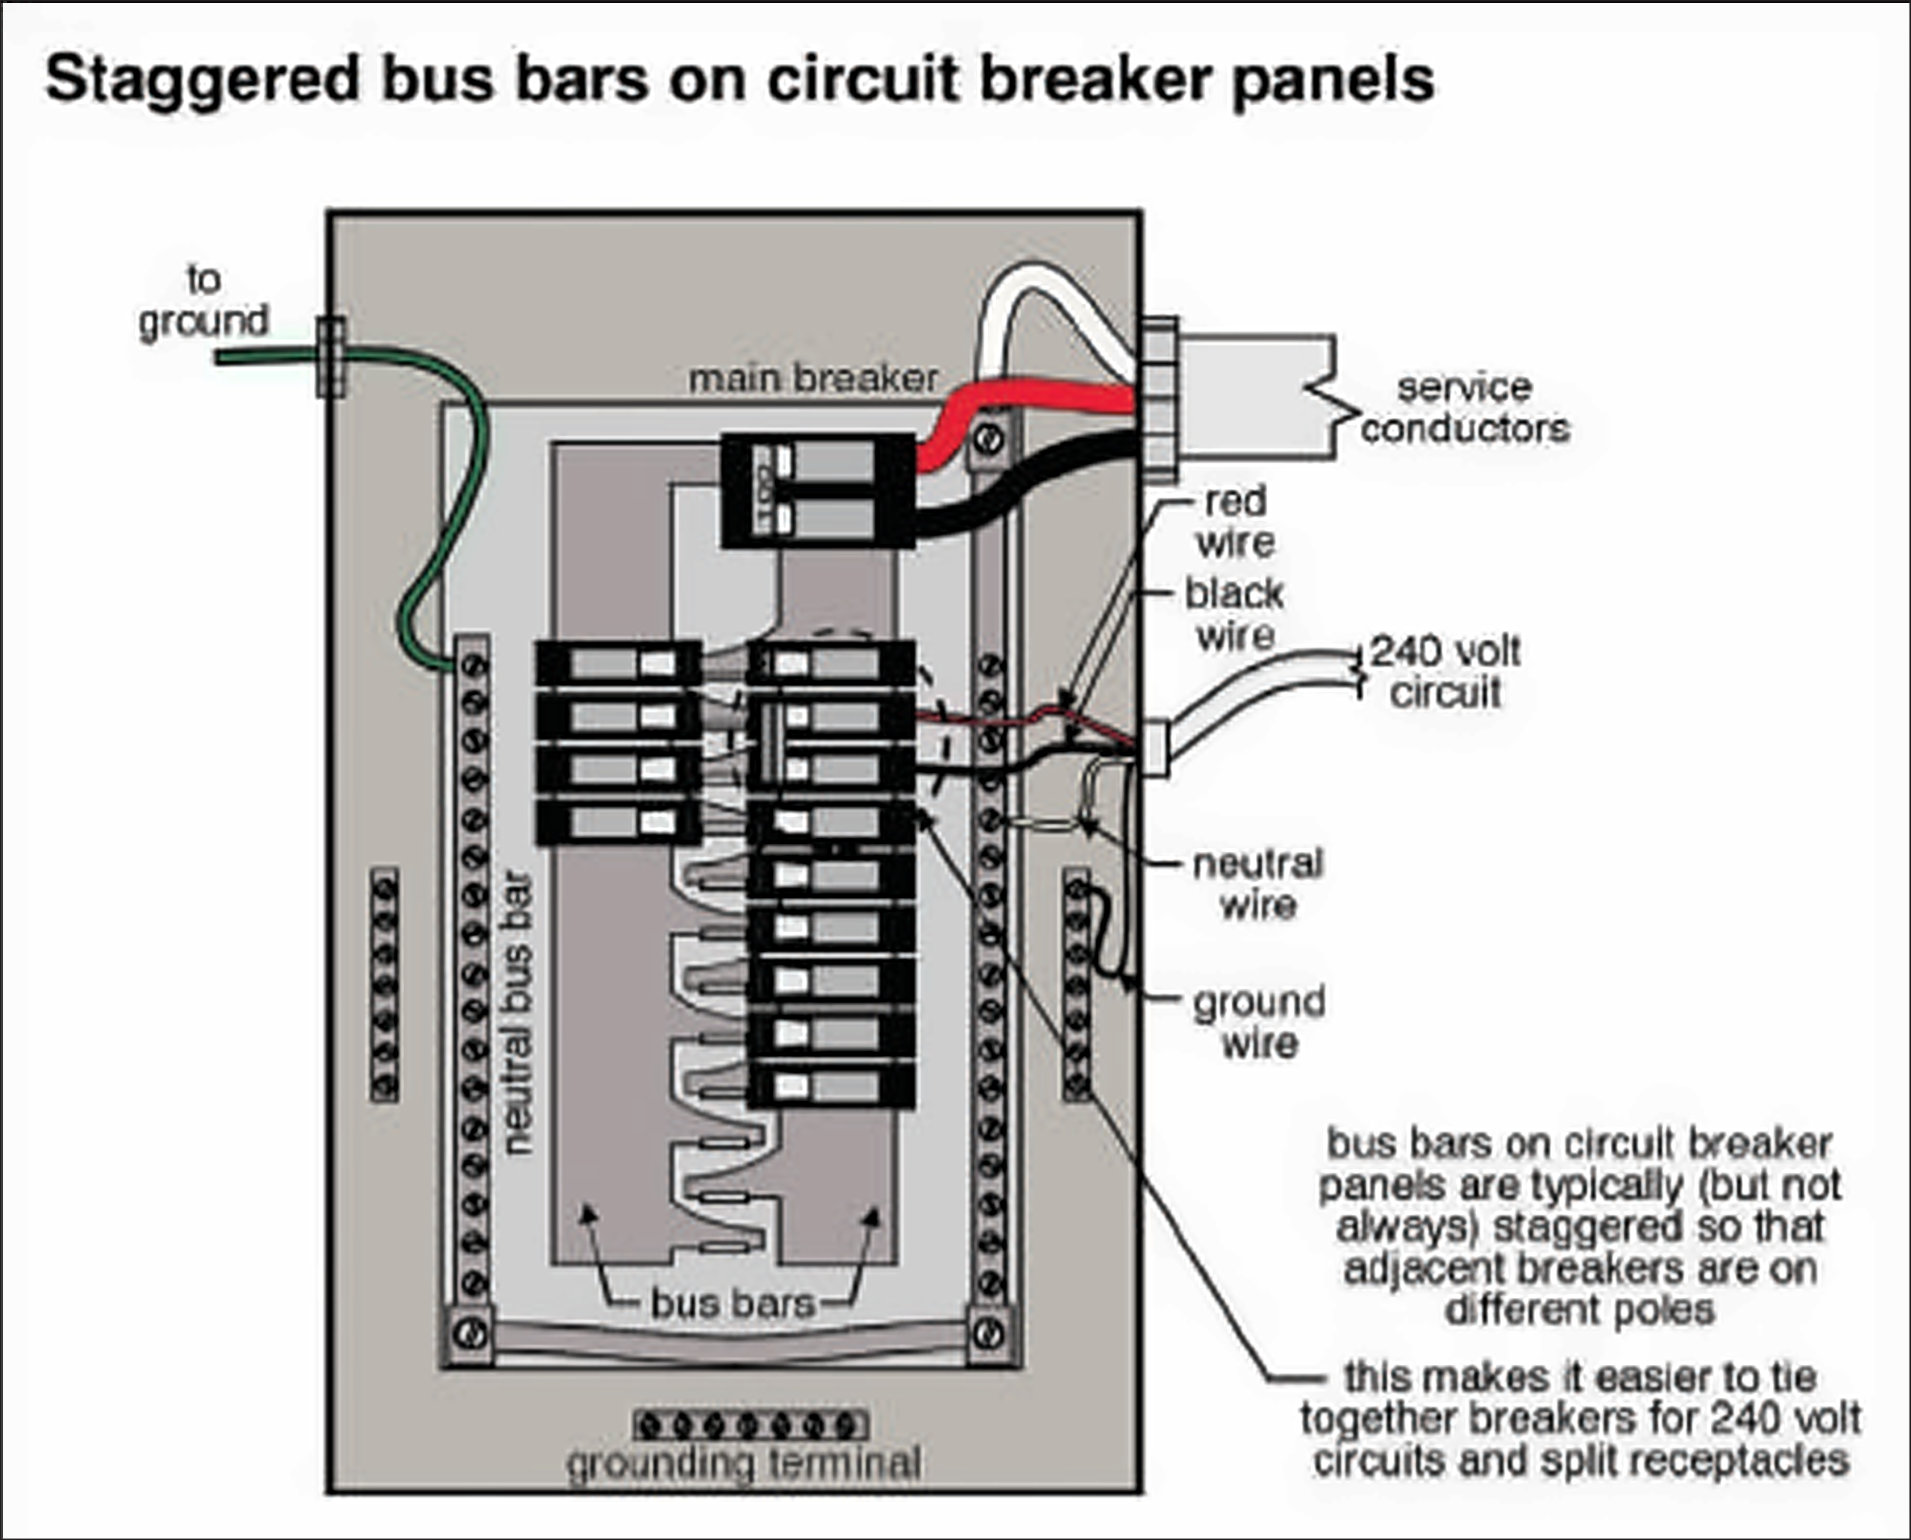 Staggered bus bars on circuit breaker panels
to
ground
main breaker
100
service
conductors
red
wire
black
wire
240 volt
circuit
neutral
wire
neutral bus bar
ground
wire
bus bars
grounding terminal
bus bars on circuit breaker
panels are typically (but not
always) staggered so that
adjacent breakers are on
different poles
this makes it easier to tie
together breakers for 240 volt
circuits and split receptacles